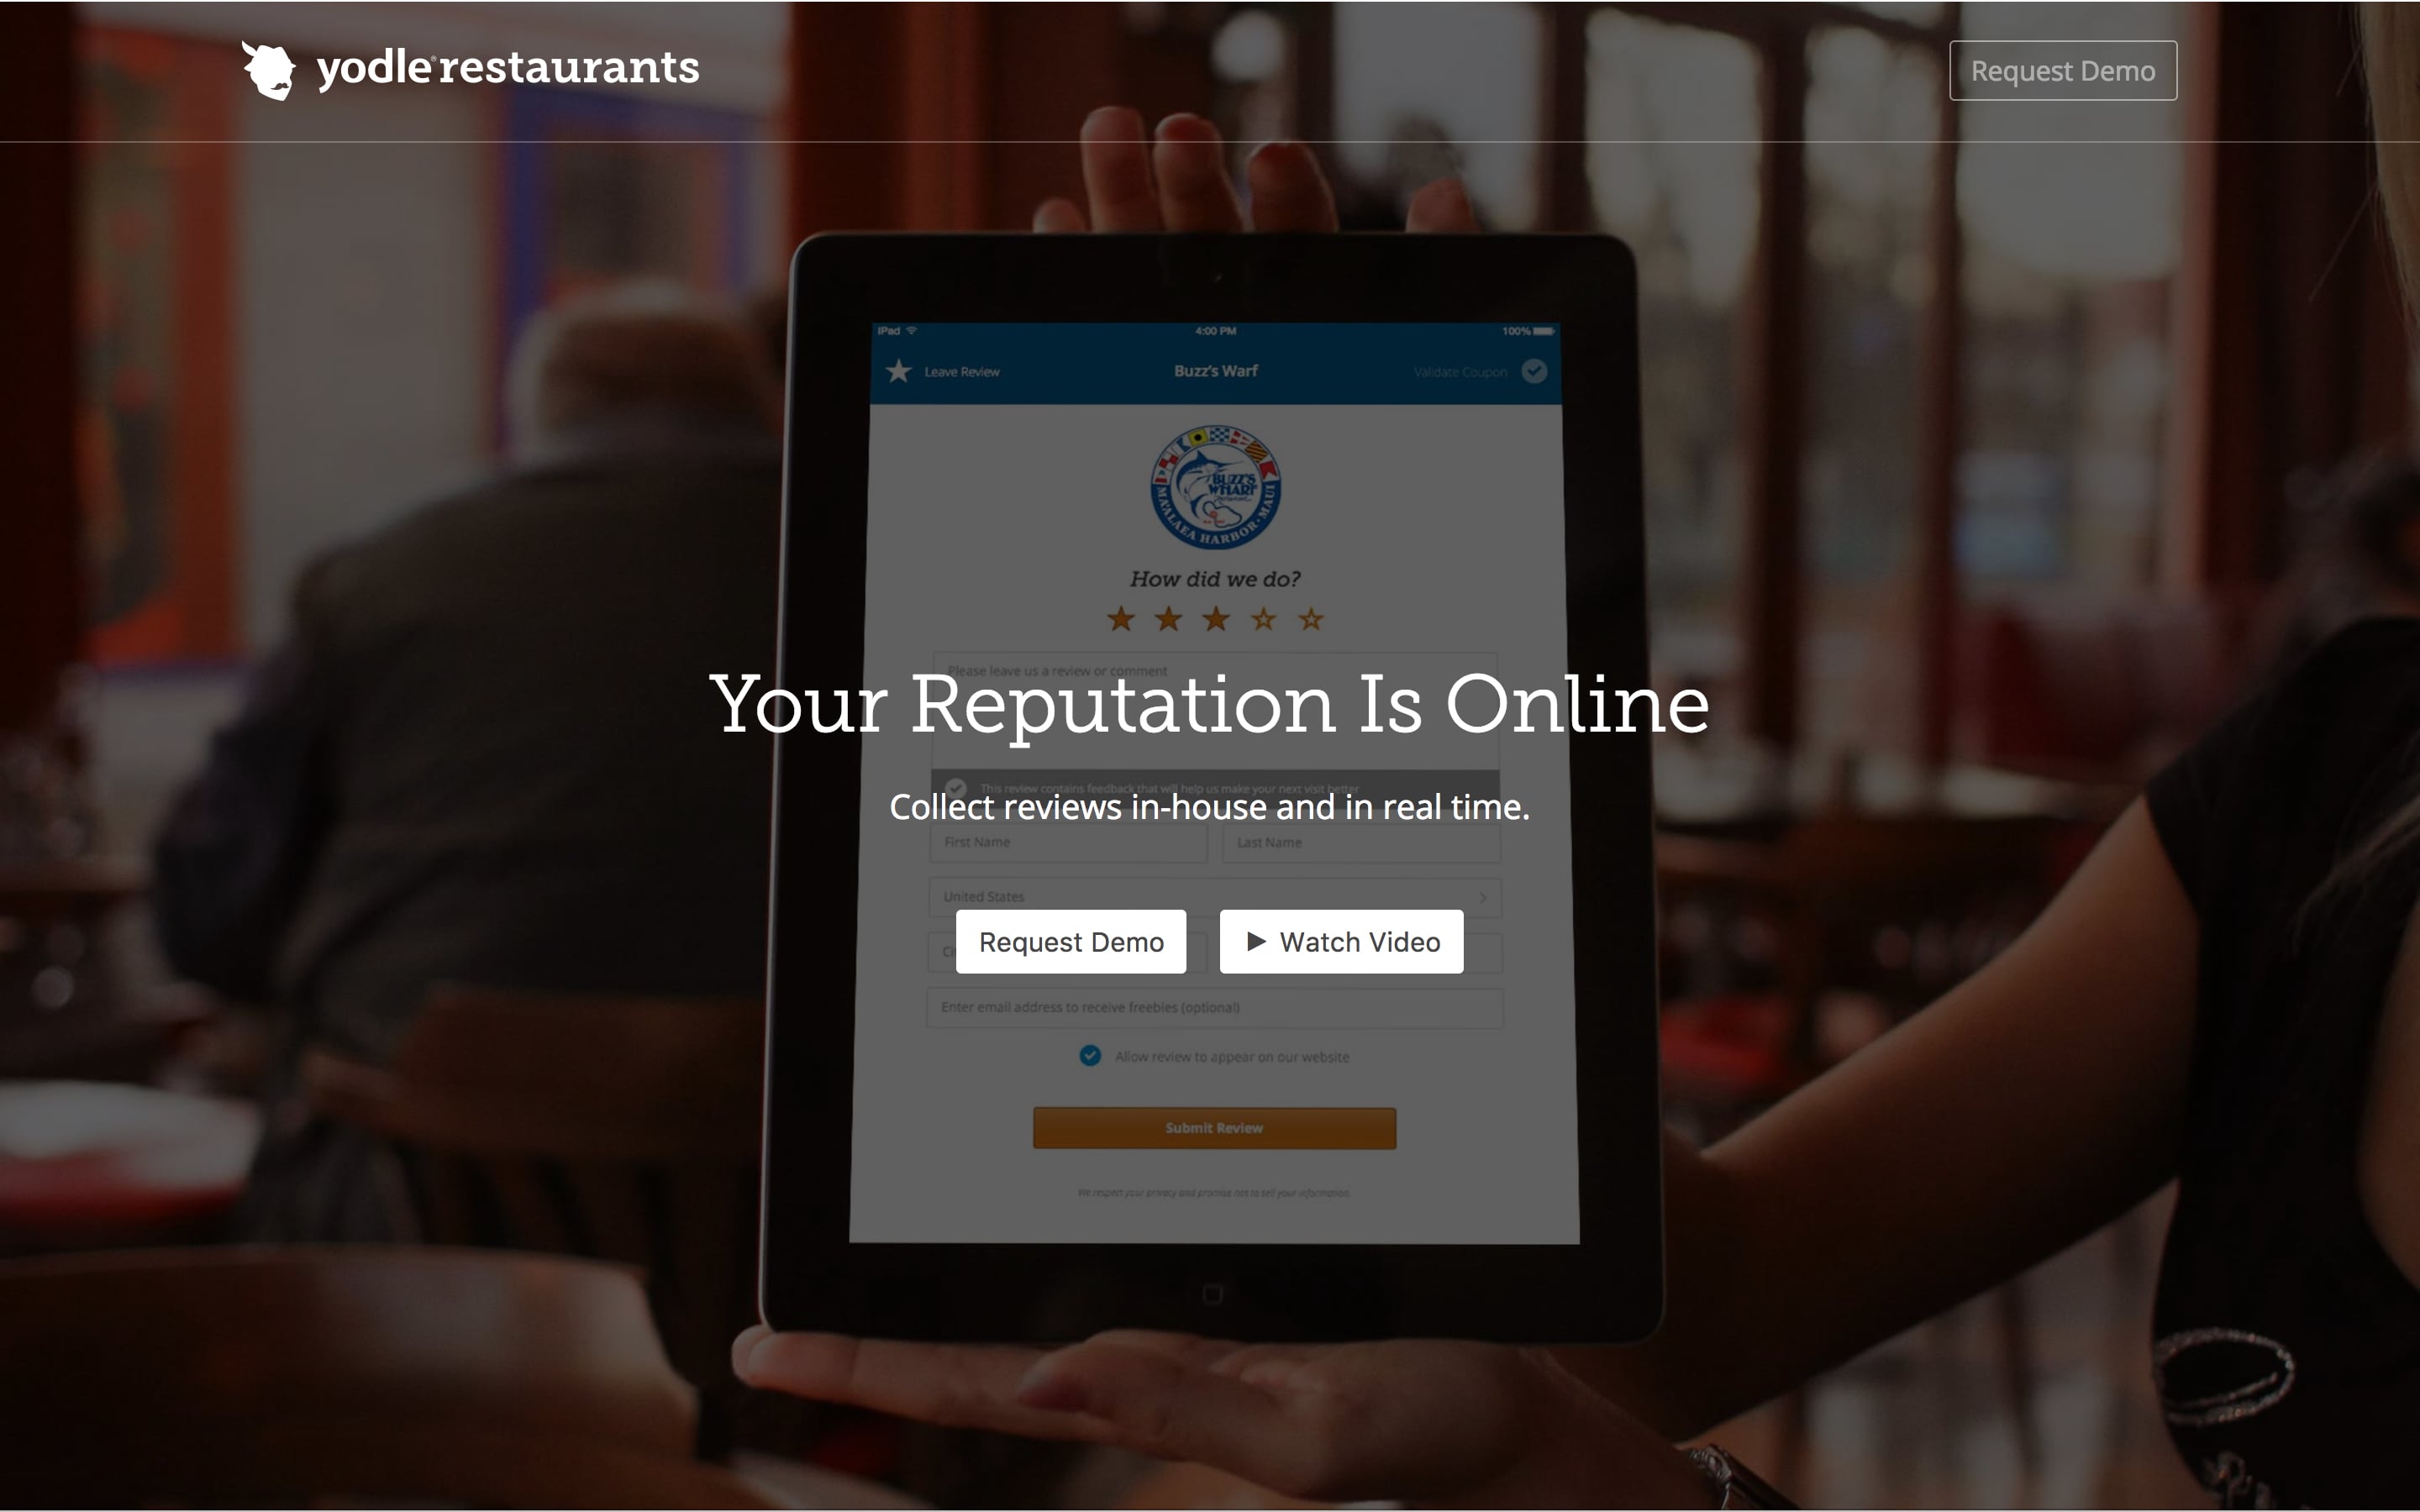 yodle® restaurants
Request Demo
iPad 4:00 PM 100%
Leave Review Buzz's Warf Validate Coupon
BUZZ'S
WHARF
Restaurant
MA'ALAEA HARBOR · MAUI
How did we do?
Please leave us a review or comment
Your Reputation Is Online
This review contains feedback that will help us make your next visit better
Collect reviews in-house and in real time.
First Name Last Name
United States
Request Demo Watch Video
Enter email address to receive freebies (optional)
Allow review to appear on our website
Submit Review
We respect your privacy and promise not to sell your information.